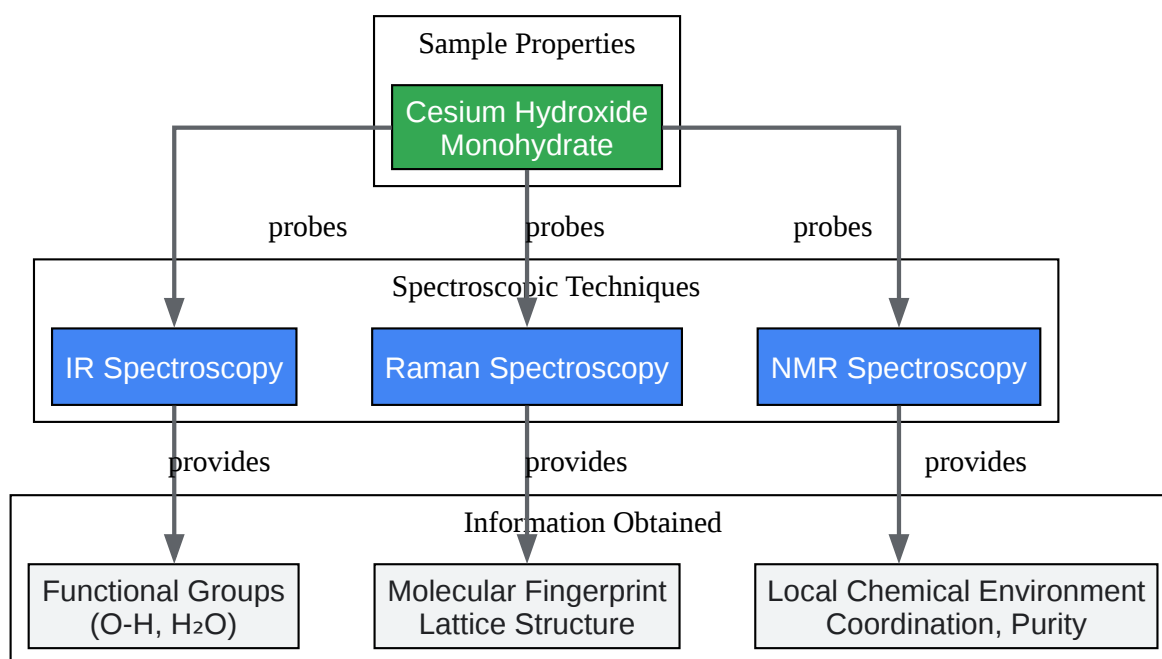 Sample Properties
Cesium Hydroxide
Monohydrate
probes
probes
probes
Spectroscopic Techniques
IR Spectroscopy
Raman Spectroscopy
NMR Spectroscopy
provides
provides
provides
Information Obtained
Functional Groups
(O-H, H₂O)
Molecular Fingerprint
Lattice Structure
Local Chemical Environment
Coordination, Purity